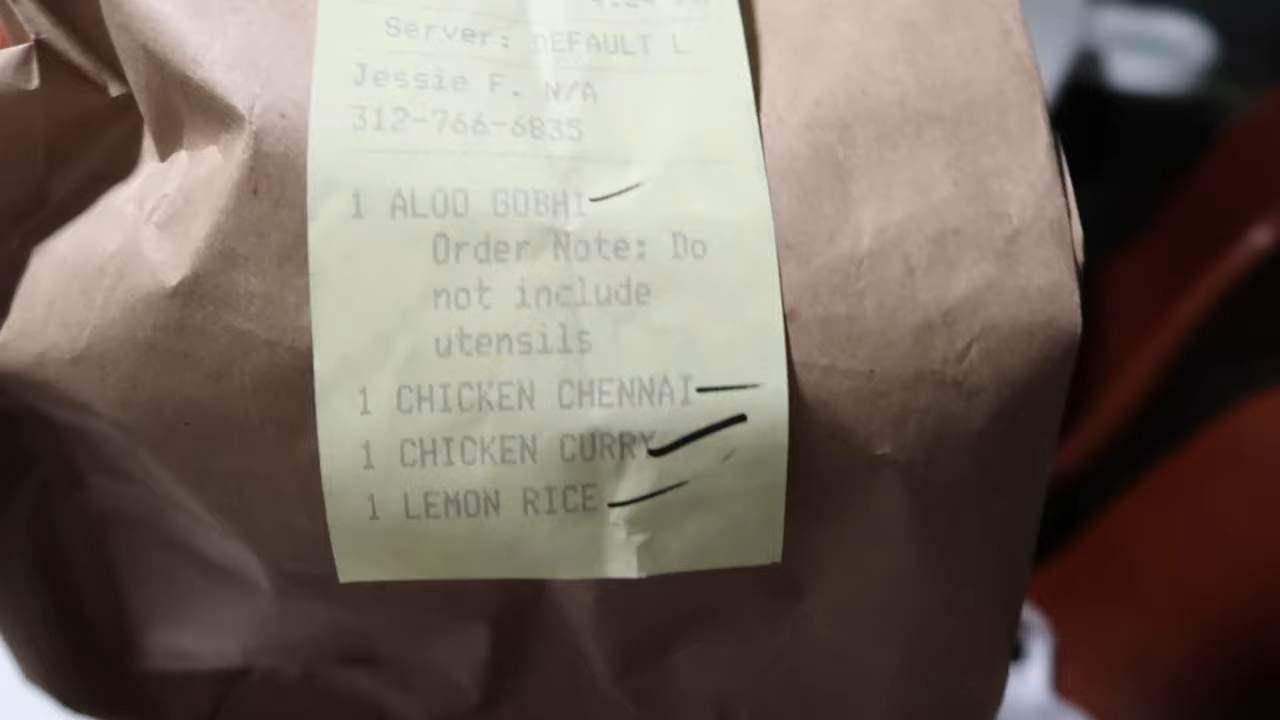 Server: DEFAULT L
Jessie F. N/A
312-766-6835
1 ALOO GOBHI
Order Note: Do
not include
utensils
1 CHICKEN CHENNAI
1 CHICKEN CURRY
1 LEMON RICE